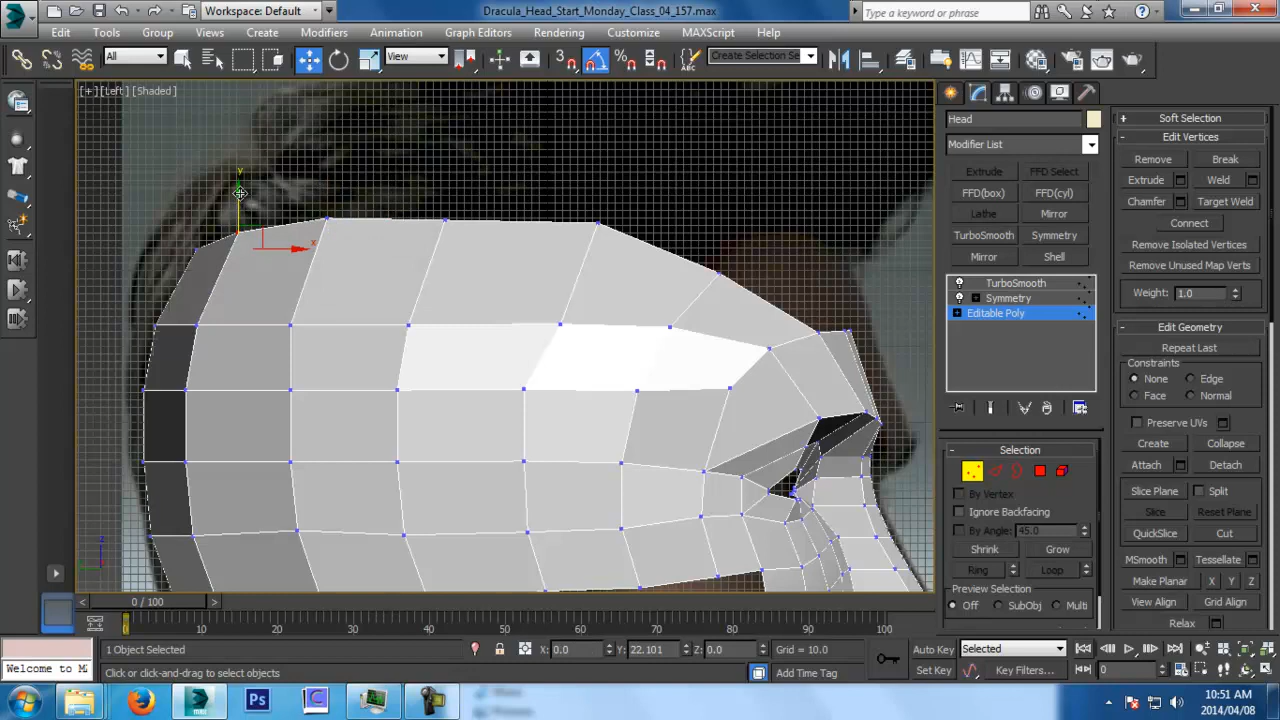 Workspace: Default
Dracula_Head_Start_Monday_Class_04_157.max
Type a keyword or phrase
Edit Tools Group Views Create Modifiers Animation Graph Editors Rendering Customize MAXScript Help
All View 3 Create Selection Se
[+] [Left] [Shaded]
y
x
z
Head
Modifier List
Extrude FFD Select
FFD(box) FFD(cyl)
Lathe Mirror
TurboSmooth Symmetry
Mirror Shell
TurboSmooth
Symmetry
Editable Poly
Selection
By Vertex
Ignore Backfacing
By Angle: 45.0
Shrink Grow
Ring Loop
Preview Selection
Off SubObj Multi
Soft Selection
Edit Vertices
Remove Break
Extrude Weld
Chamfer Target Weld
Connect
Remove Isolated Vertices
Remove Unused Map Verts
Weight: 1.0
Edit Geometry
Repeat Last
Constraints
None Edge
Face Normal
Preserve UVs
Create Collapse
Attach Detach
Slice Plane Split
Slice Reset Plane
QuickSlice Cut
MSmooth Tessellate
Make Planar X Y Z
View Align Grid Align
Relax
0 / 100
0 10 20 30 40 50 60 70 80 90 100
1 Object Selected X: 0.0 Y: 22.101 Z: 0.0 Grid = 10.0 Auto Key Selected
Welcome to M Click or click-and-drag to select objects Add Time Tag Set Key Key Filters... 0
Ps
10:51 AM
2014/04/08